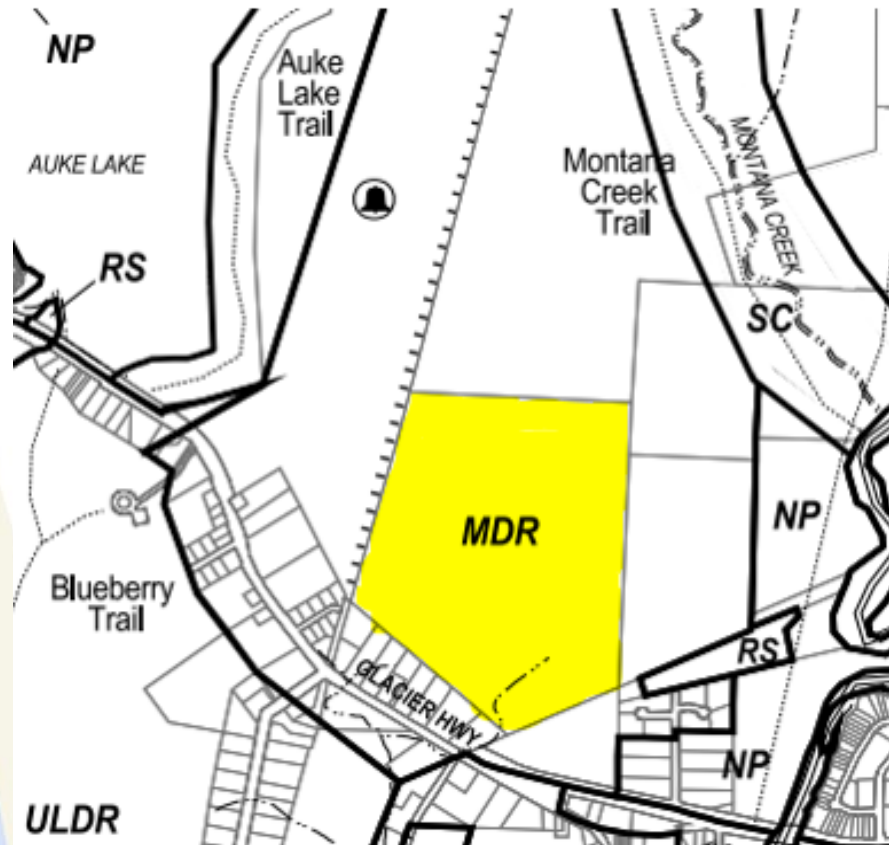 NP
Auke
Lake
Trail
AUKE LAKE
Montana
Creek
Trail
MONTANA CREEK
RS
SC
MDR
NP
Blueberry
Trail
RS
GLACIER HWY
NP
ULDR